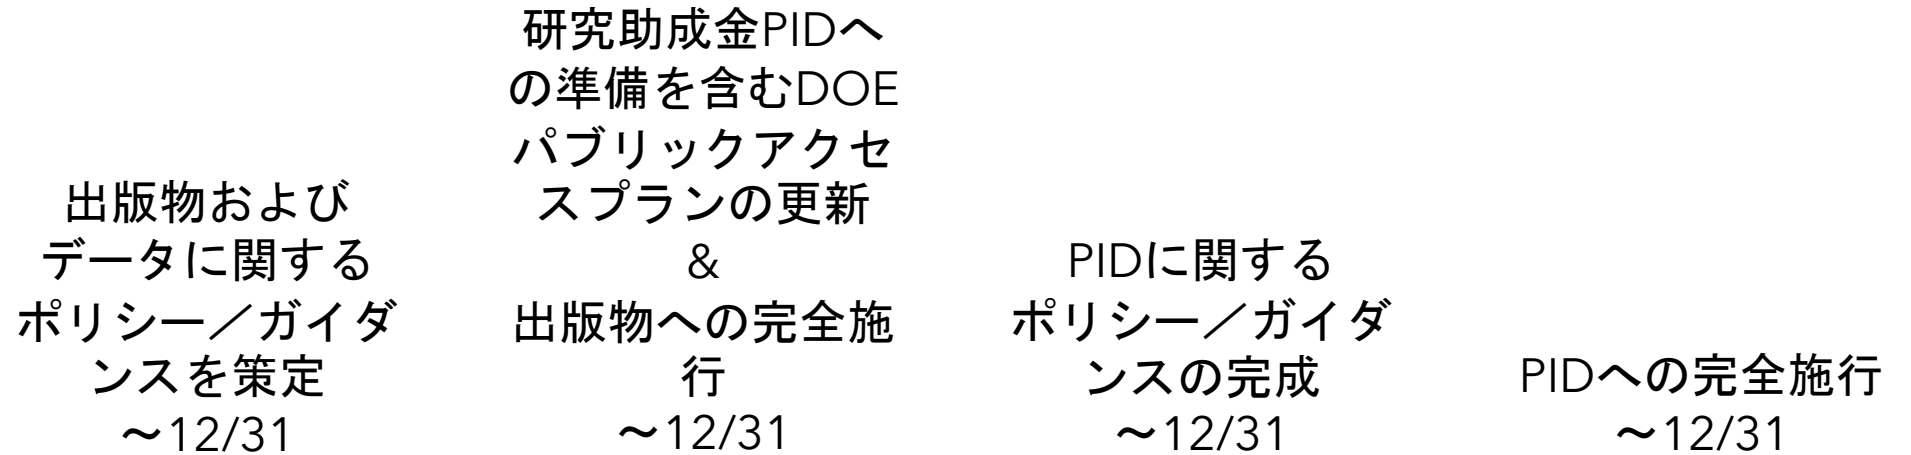 出版物および
データに関する
ポリシー／ガイダ
ンスを策定
～12/31
研究助成金PIDへ
の準備を含むDOE
パブリックアクセ
スプランの更新
&
出版物への完全施
行
～12/31
PIDに関する
ポリシー／ガイダ
ンスの完成
～12/31
PIDへの完全施行
～12/31